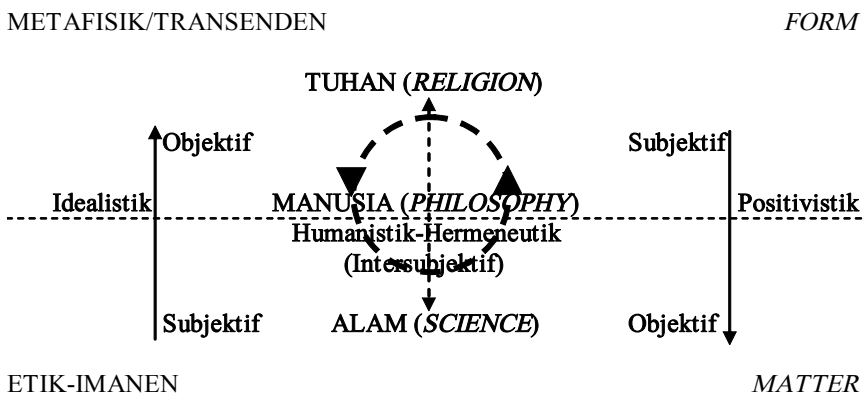 METAFISIK/TRANSENDEN FORM
TUHAN (RELIGION)
Objektif Subjektif
Idealistik MANUSIA (PHILOSOPHY) Positivistik
Humanistik-Hermeneutik
(Intersubjektif)
Subjektif ALAM (SCIENCE) Objektif
ETIK-IMANEN MATTER